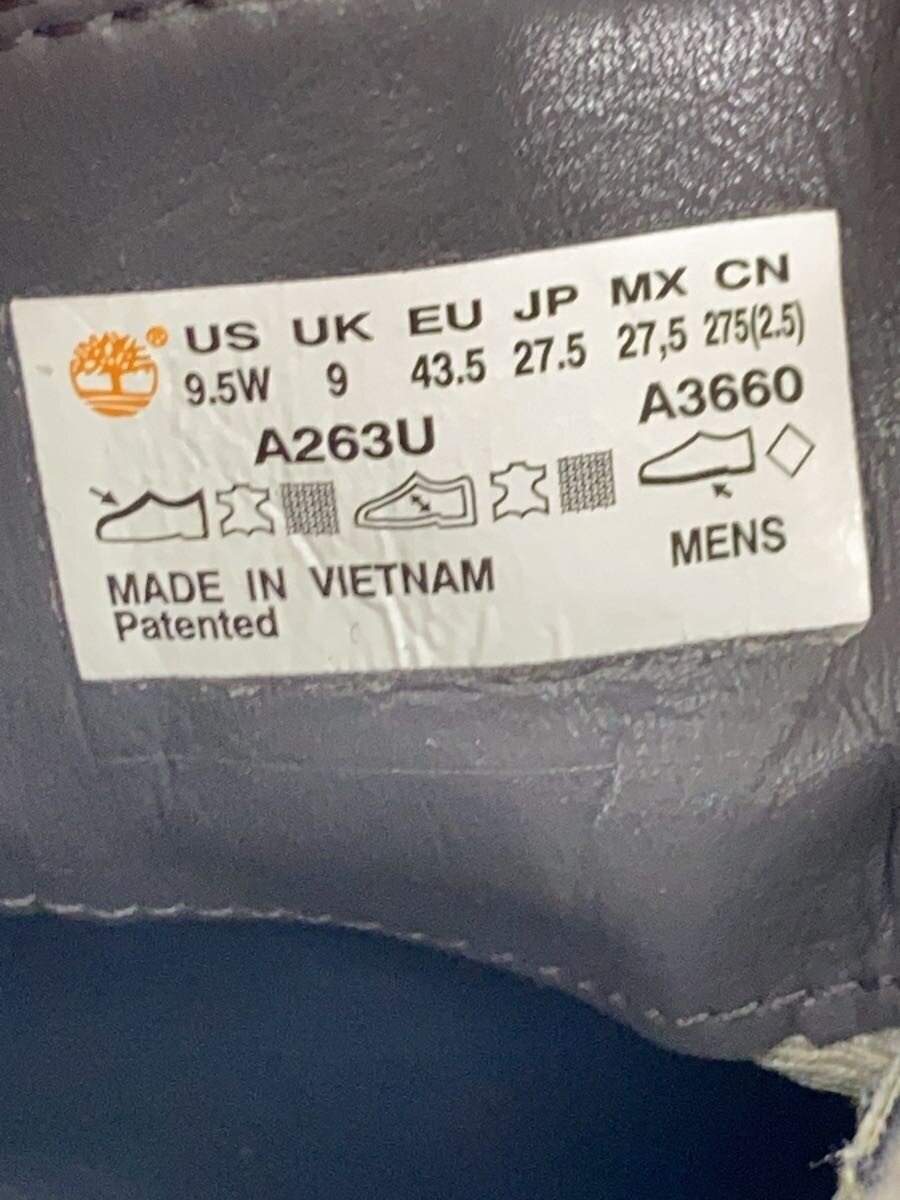 ® US UK EU JP MX CN
9.5W 9 43.5 27.5 27,5 275(2.5)
A263U A3660
MENS
MADE IN VIETNAM
Patented